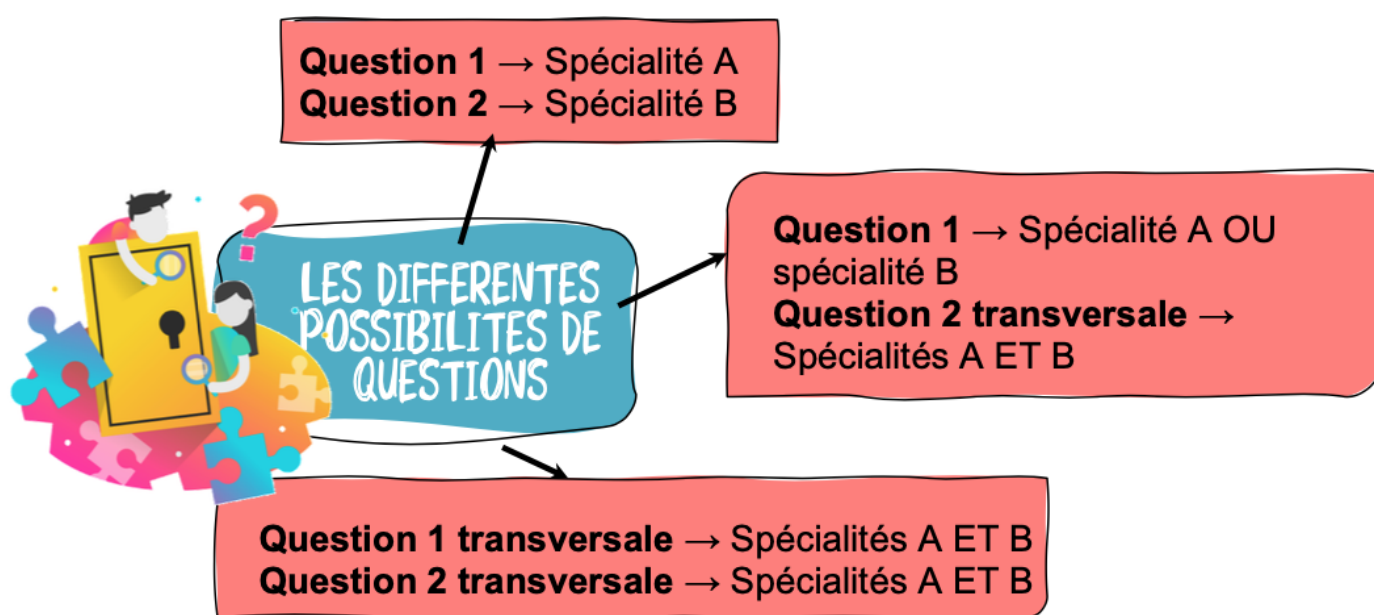 Question 1 → Spécialité A
Question 2 → Spécialité B
LES DIFFERENTES
POSSIBILITES DE
QUESTIONS
Question 1 → Spécialité A OU
spécialité B
Question 2 transversale →
Spécialités A ET B
Question 1 transversale → Spécialités A ET B
Question 2 transversale → Spécialités A ET B